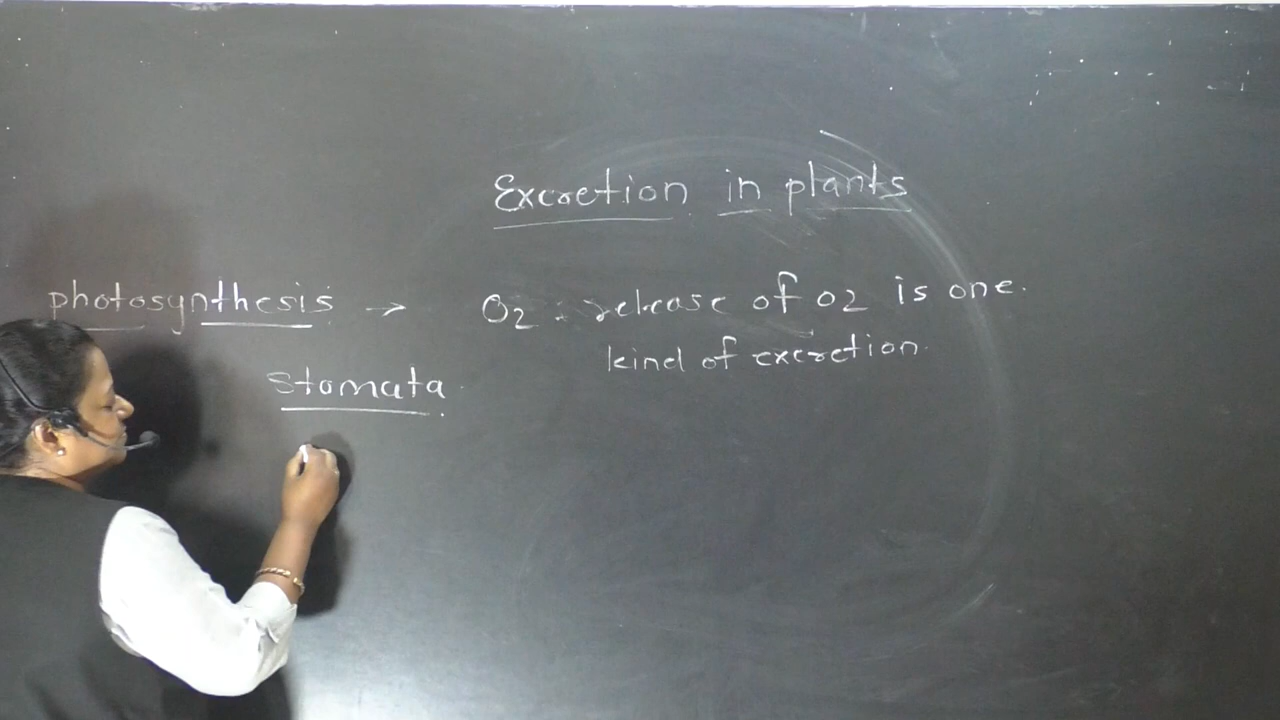 Excretion in plants
photosynthesis → O2 : release of O2 is one.
kind of excretion.
Stomata.